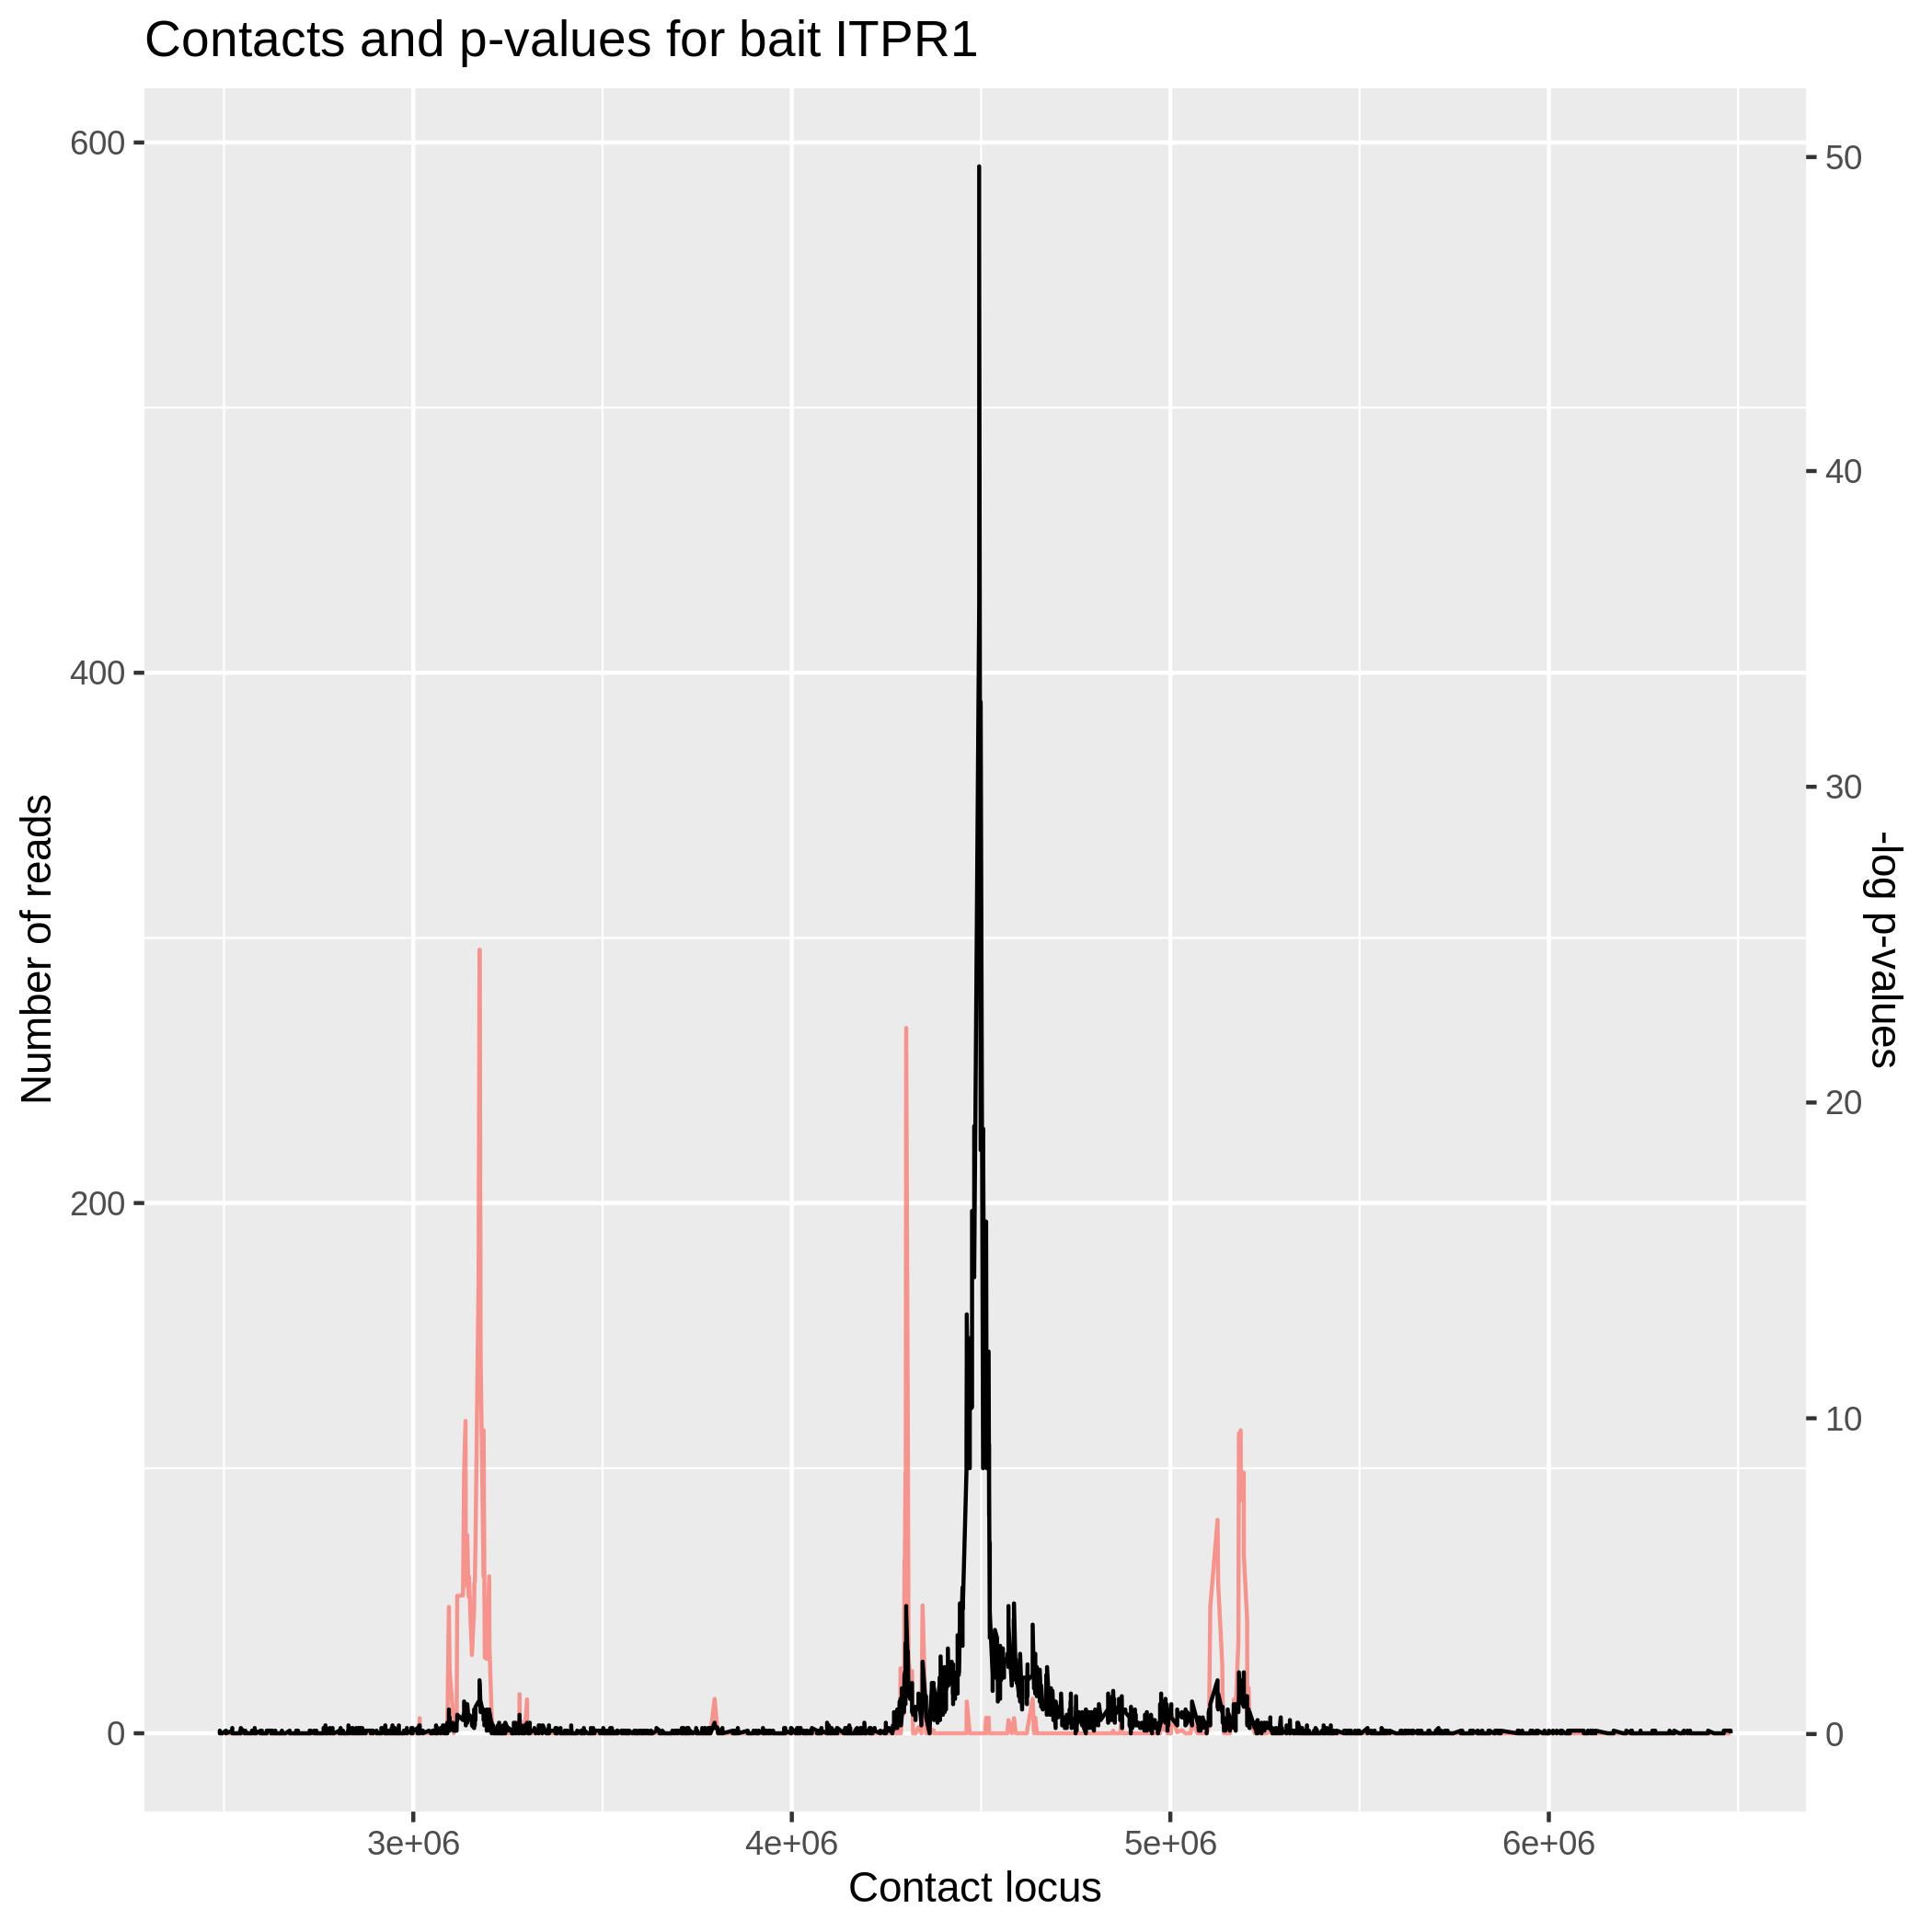 Contacts and p-values for bait ITPR1
600
400
200
0
Number of reads
50
40
30
20
10
0
-log p-values
3e+06
4e+06
5e+06
6e+06
Contact locus